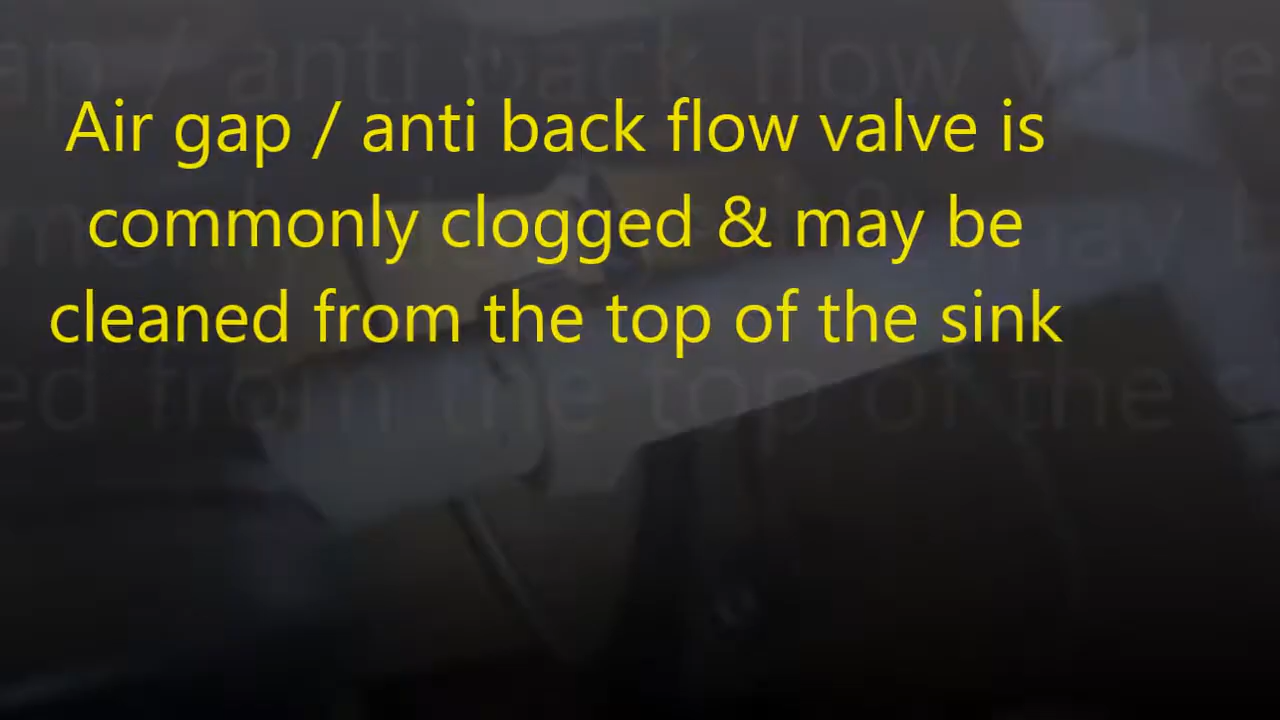 Air gap / anti back flow valve is
commonly clogged & may be
cleaned from the top of the sink